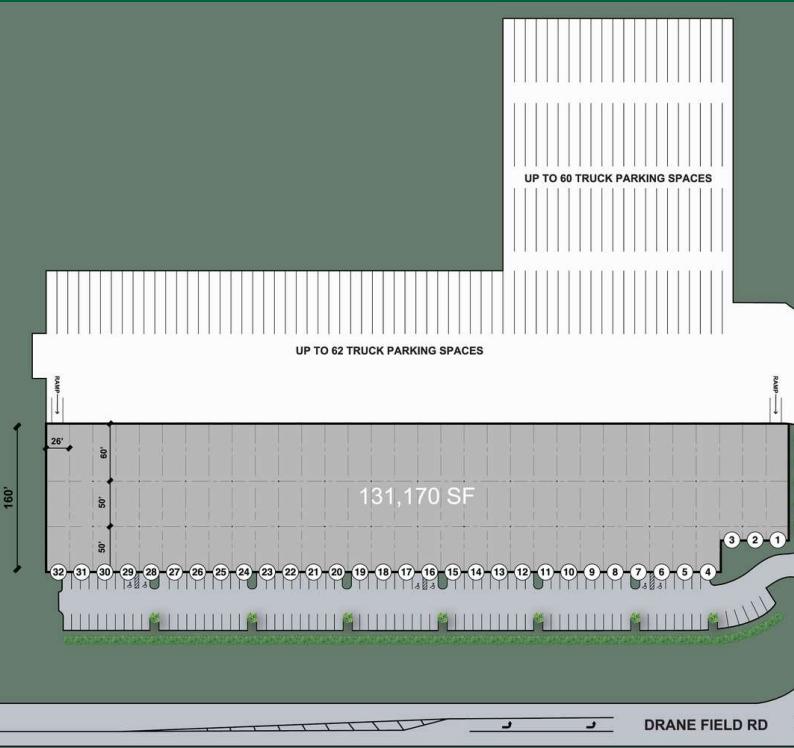 UP TO 60 TRUCK PARKING SPACES
UP TO 62 TRUCK PARKING SPACES
RAMP
RAMP
26'
60'
160'
131,170 SF
50'
50'
3 2 1
32 31 30 29 28 27 26 25 24 23 22 21 20 19 18 17 16 15 14 13 12 11 10 9 8 7 6 5 4
DRANE FIELD RD